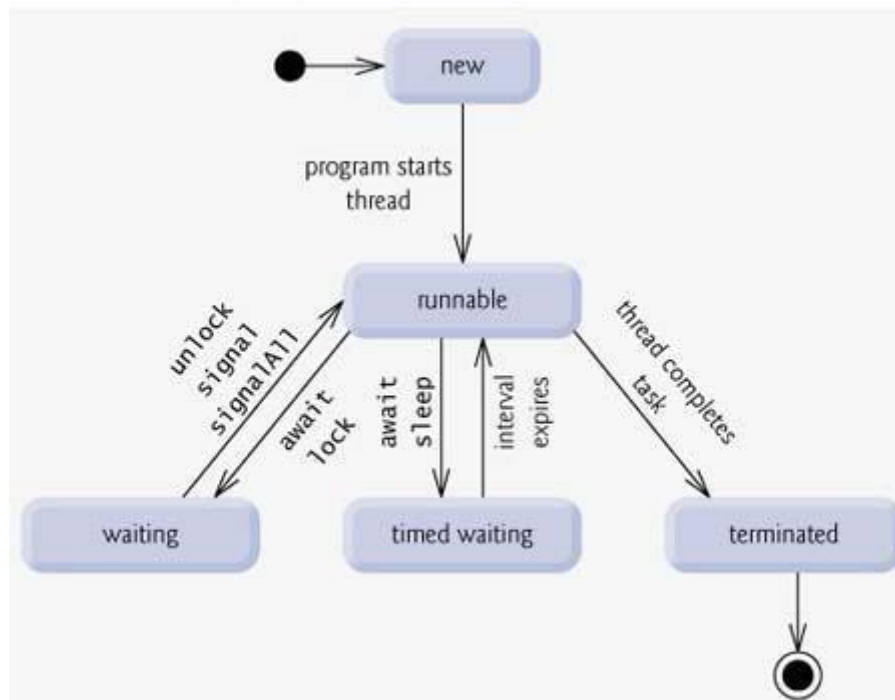 new
program starts
thread
runnable
unlock
signal
signalAll
await
lock
await
sleep
interval
expires
thread completes
task
waiting
timed waiting
terminated